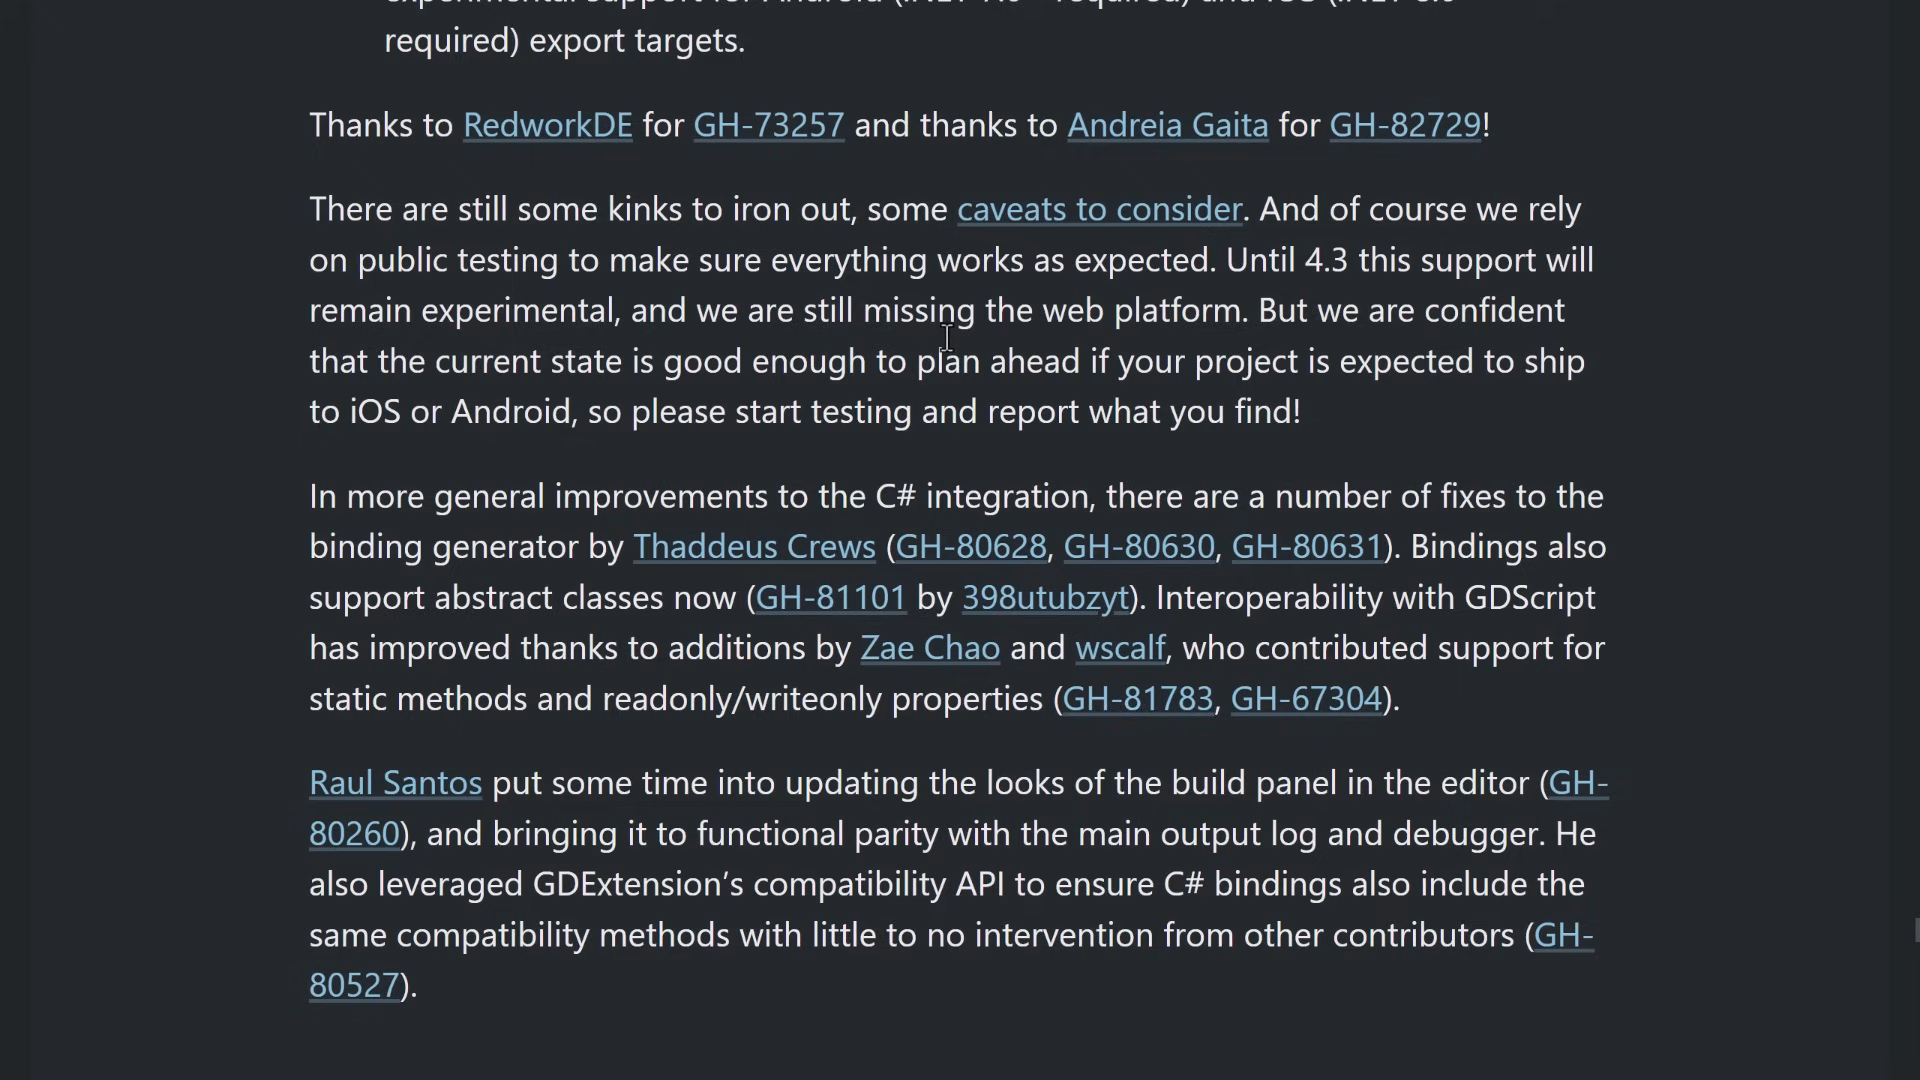 required) export targets.
Thanks to RedworkDE for GH-73257 and thanks to Andreia Gaita for GH-82729!
There are still some kinks to iron out, some caveats to consider. And of course we rely
on public testing to make sure everything works as expected. Until 4.3 this support will
remain experimental, and we are still missing the web platform. But we are confident
that the current state is good enough to plan ahead if your project is expected to ship
to iOS or Android, so please start testing and report what you find!
In more general improvements to the C# integration, there are a number of fixes to the
binding generator by Thaddeus Crews (GH-80628, GH-80630, GH-80631). Bindings also
support abstract classes now (GH-81101 by 398utubzyt). Interoperability with GDScript
has improved thanks to additions by Zae Chao and wscalf, who contributed support for
static methods and readonly/writeonly properties (GH-81783, GH-67304).
Raul Santos put some time into updating the looks of the build panel in the editor (GH-
80260), and bringing it to functional parity with the main output log and debugger. He
also leveraged GDExtension’s compatibility API to ensure C# bindings also include the
same compatibility methods with little to no intervention from other contributors (GH-
80527).